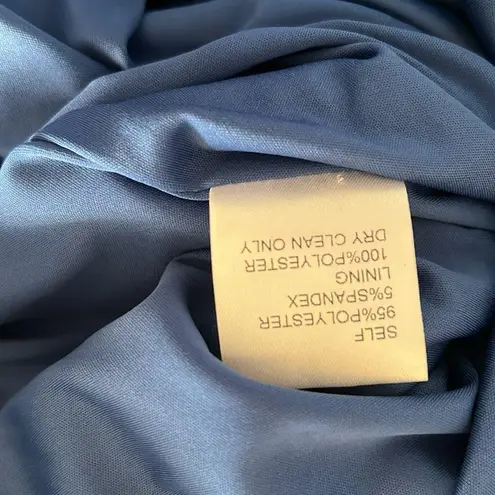 SELF
95%POLYESTER
5%SPANDEX
LINING
100%POLYESTER
DRY CLEAN ONLY